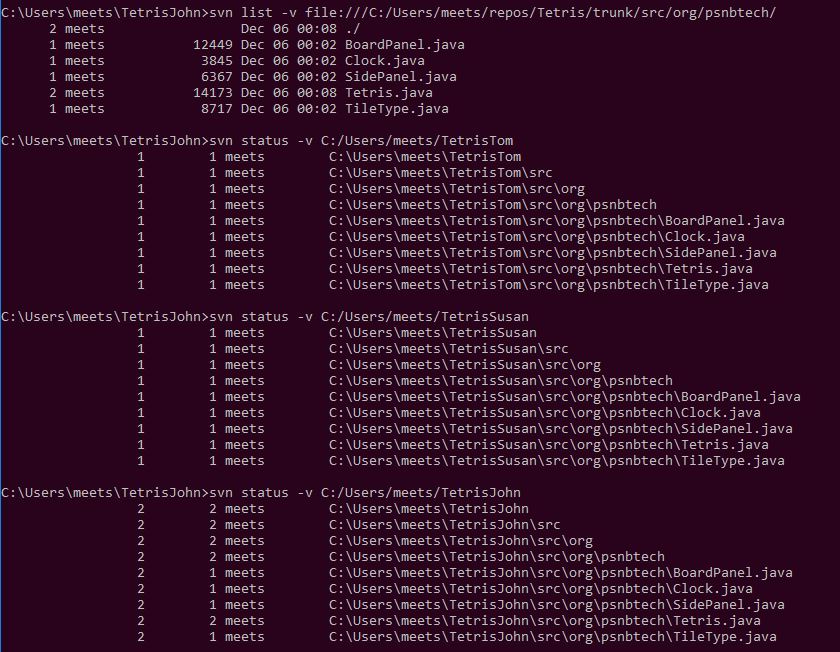 C:\Users\meets\TetrisJohn>svn list -v file:///C:/Users/meets/repos/Tetris/trunk/src/org/psnbtech/
      2 meets                 Dec 06 00:08 ./
      1 meets           12449 Dec 06 00:02 BoardPanel.java
      1 meets            3845 Dec 06 00:02 Clock.java
      1 meets            6367 Dec 06 00:02 SidePanel.java
      2 meets           14173 Dec 06 00:08 Tetris.java
      1 meets            8717 Dec 06 00:02 TileType.java

C:\Users\meets\TetrisJohn>svn status -v C:/Users/meets/TetrisTom
                 1        1 meets        C:\Users\meets\TetrisTom
                 1        1 meets        C:\Users\meets\TetrisTom\src
                 1        1 meets        C:\Users\meets\TetrisTom\src\org
                 1        1 meets        C:\Users\meets\TetrisTom\src\org\psnbtech
                 1        1 meets        C:\Users\meets\TetrisTom\src\org\psnbtech\BoardPanel.java
                 1        1 meets        C:\Users\meets\TetrisTom\src\org\psnbtech\Clock.java
                 1        1 meets        C:\Users\meets\TetrisTom\src\org\psnbtech\SidePanel.java
                 1        1 meets        C:\Users\meets\TetrisTom\src\org\psnbtech\Tetris.java
                 1        1 meets        C:\Users\meets\TetrisTom\src\org\psnbtech\TileType.java

C:\Users\meets\TetrisJohn>svn status -v C:/Users/meets/TetrisSusan
                 1        1 meets        C:\Users\meets\TetrisSusan
                 1        1 meets        C:\Users\meets\TetrisSusan\src
                 1        1 meets        C:\Users\meets\TetrisSusan\src\org
                 1        1 meets        C:\Users\meets\TetrisSusan\src\org\psnbtech
                 1        1 meets        C:\Users\meets\TetrisSusan\src\org\psnbtech\BoardPanel.java
                 1        1 meets        C:\Users\meets\TetrisSusan\src\org\psnbtech\Clock.java
                 1        1 meets        C:\Users\meets\TetrisSusan\src\org\psnbtech\SidePanel.java
                 1        1 meets        C:\Users\meets\TetrisSusan\src\org\psnbtech\Tetris.java
                 1        1 meets        C:\Users\meets\TetrisSusan\src\org\psnbtech\TileType.java

C:\Users\meets\TetrisJohn>svn status -v C:/Users/meets/TetrisJohn
                 2        2 meets        C:\Users\meets\TetrisJohn
                 2        2 meets        C:\Users\meets\TetrisJohn\src
                 2        2 meets        C:\Users\meets\TetrisJohn\src\org
                 2        2 meets        C:\Users\meets\TetrisJohn\src\org\psnbtech
                 2        1 meets        C:\Users\meets\TetrisJohn\src\org\psnbtech\BoardPanel.java
                 2        1 meets        C:\Users\meets\TetrisJohn\src\org\psnbtech\Clock.java
                 2        1 meets        C:\Users\meets\TetrisJohn\src\org\psnbtech\SidePanel.java
                 2        2 meets        C:\Users\meets\TetrisJohn\src\org\psnbtech\Tetris.java
                 2        1 meets        C:\Users\meets\TetrisJohn\src\org\psnbtech\TileType.java